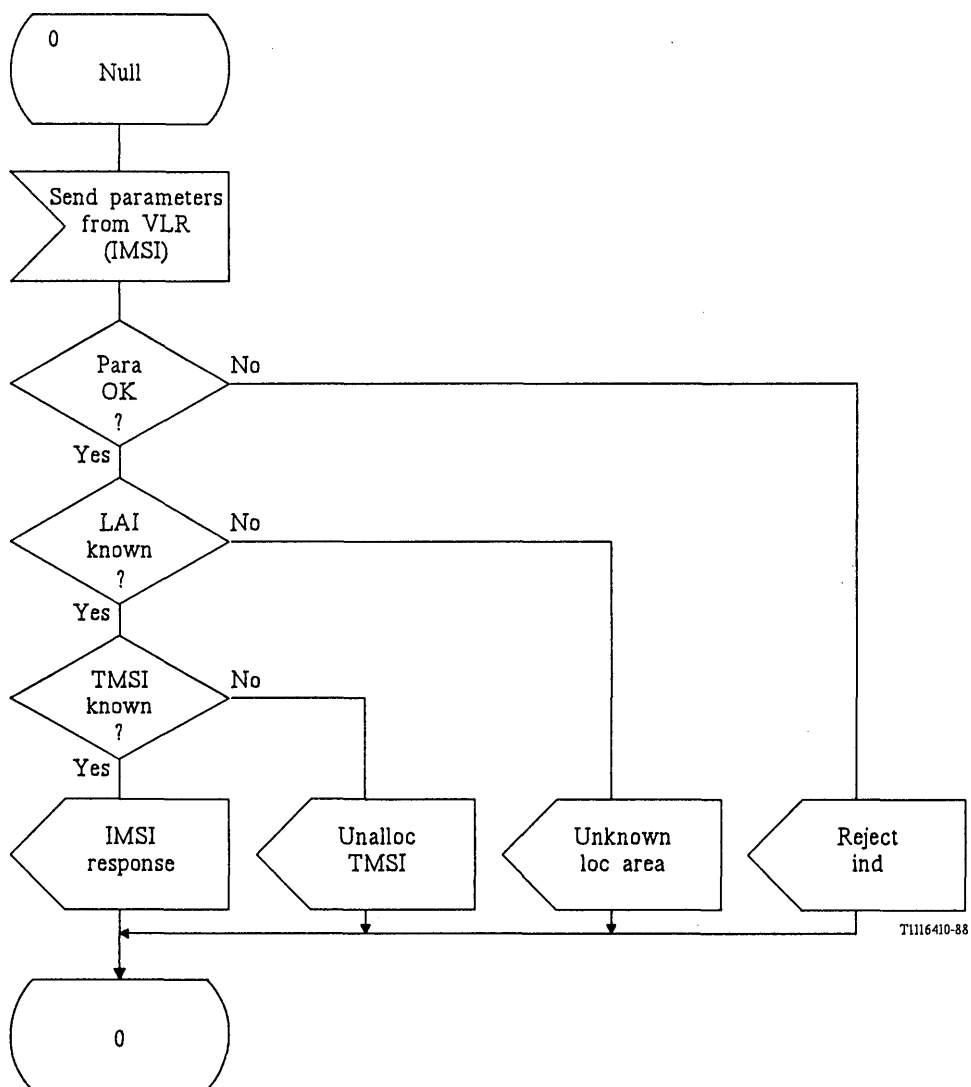 0
Null
Send parameters
from VLR
(IMSI)
Para
OK
?
No
Yes
LAI
known
?
No
Yes
TMSI
known
?
No
Yes
IMSI
response
Unalloc
TMSI
Unknown
loc area
Reject
ind
T1116410-88
0